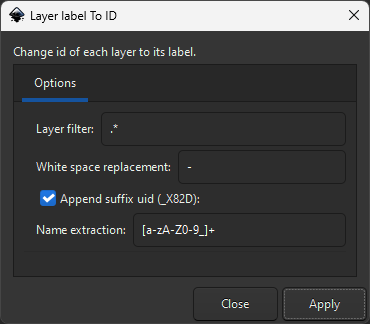 Layer label To ID
Change id of each layer to its label.
Options
Layer filter: .*
White space replacement: -
Append suffix uid (_X82D):
Name extraction: [a-zA-Z0-9_]+
Close Apply